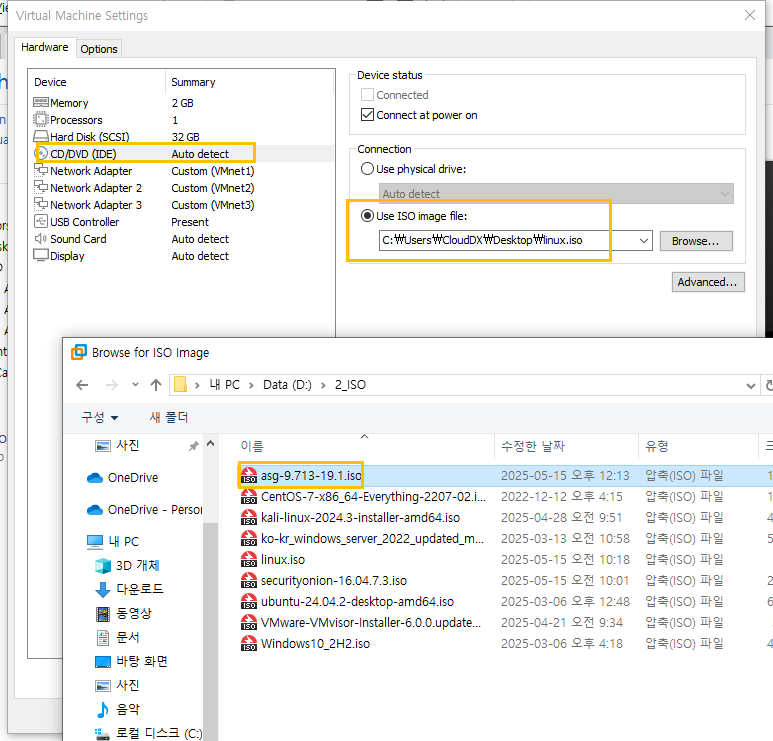 Virtual Machine Settings
Hardware
Options
Device Summary
Memory 2 GB
Processors 1
Hard Disk (SCSI) 32 GB
CD/DVD (IDE) Auto detect
Network Adapter Custom (VMnet1)
Network Adapter 2 Custom (VMnet2)
Network Adapter 3 Custom (VMnet3)
USB Controller Present
Sound Card Auto detect
Display Auto detect
Device status
Connected
Connect at power on
Connection
Use physical drive:
Auto detect
Use ISO image file:
C:₩Users₩CloudDX₩Desktop₩linux.iso
Browse...
Advanced...
Browse for ISO Image
내 PC > Data (D:) > 2_ISO
구성 새 폴더
사진
OneDrive
OneDrive - Person
내 PC
3D 개체
다운로드
동영상
문서
바탕 화면
사진
음악
로컬 디스크 (C:)
이름 수정한 날짜 유형
asg-9.713-19.1.iso 2025-05-15 오후 12:13 압축(ISO) 파일
CentOS-7-x86_64-Everything-2207-02.i... 2022-12-12 오후 4:15 압축(ISO) 파일
kali-linux-2024.3-installer-amd64.iso 2025-04-28 오전 9:51 압축(ISO) 파일
ko-kr_windows_server_2022_updated_m... 2025-03-13 오전 10:58 압축(ISO) 파일
linux.iso 2025-05-15 오전 10:18 압축(ISO) 파일
securityonion-16.04.7.3.iso 2025-05-15 오전 10:01 압축(ISO) 파일
ubuntu-24.04.2-desktop-amd64.iso 2025-03-06 오후 12:48 압축(ISO) 파일
VMware-VMvisor-Installer-6.0.0.update... 2025-04-21 오전 9:34 압축(ISO) 파일
Windows10_2H2.iso 2025-03-06 오후 4:18 압축(ISO) 파일